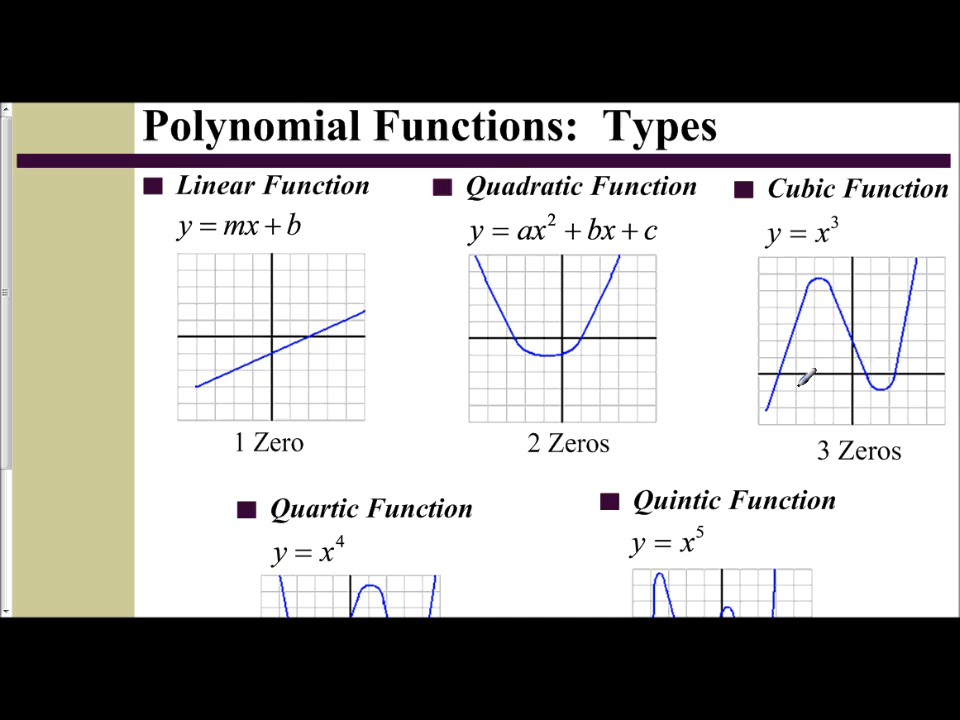 Polynomial Functions: Types
Linear Function
y = mx + b
1 Zero
Quadratic Function
y = ax² + bx + c
2 Zeros
Cubic Function
y = x³
3 Zeros
Quartic Function
y = x⁴
Quintic Function
y = x⁵